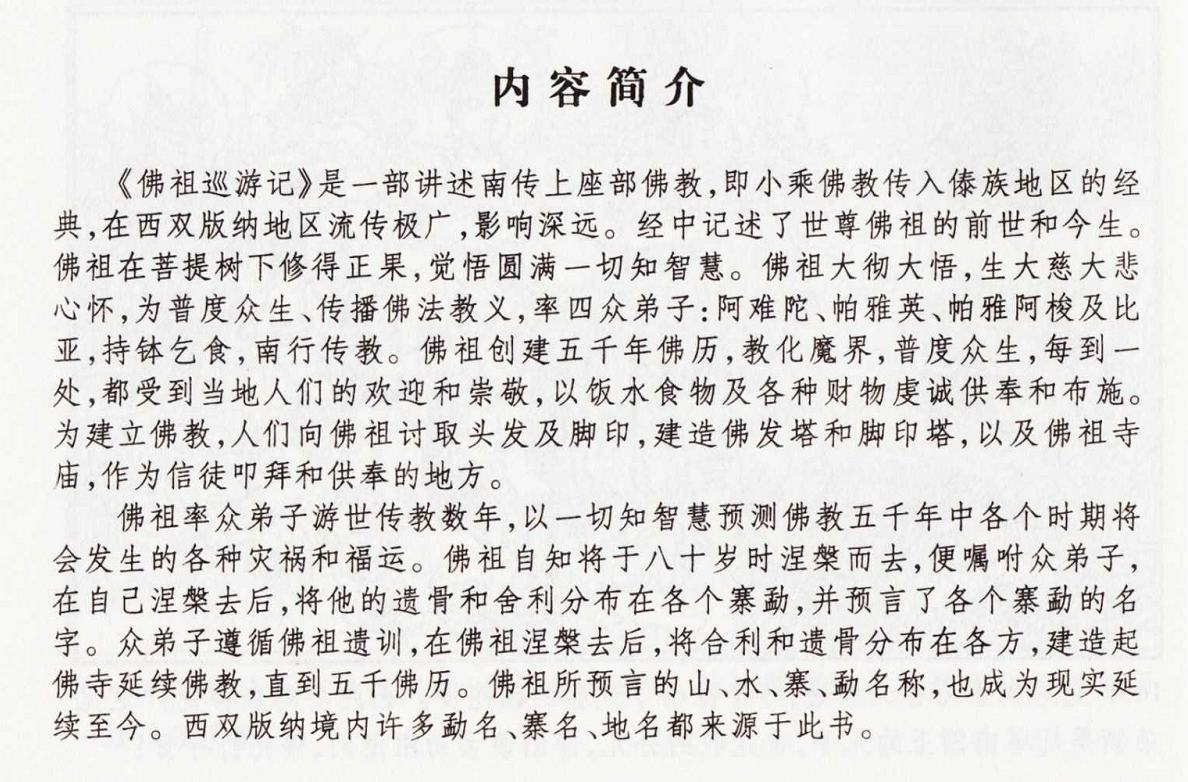 内容简介
《佛祖巡游记》是一部讲述南传上座部佛教,即小乘佛教传入傣族地区的经
典,在西双版纳地区流传极广,影响深远。经中记述了世尊佛祖的前世和今生。
佛祖在菩提树下修得正果,觉悟圆满一切知智慧。佛祖大彻大悟,生大慈大悲
心怀,为普度众生、传播佛法教义,率四众弟子:阿难陀、帕雅英、帕雅阿梭及比
亚,持钵乞食,南行传教。佛祖创建五千年佛历,教化魔界,普度众生,每到一
处,都受到当地人们的欢迎和崇敬,以饭水食物及各种财物虔诚供奉和布施。
为建立佛教,人们向佛祖讨取头发及脚印,建造佛发塔和脚印塔,以及佛祖寺
庙,作为信徒叩拜和供奉的地方。
佛祖率众弟子游世传教数年,以一切知智慧预测佛教五千年中各个时期将
会发生的各种灾祸和福运。佛祖自知将于八十岁时涅槃而去,便嘱咐众弟子,
在自己涅槃去后,将他的遗骨和舍利分布在各个寨勐,并预言了各个寨勐的名
字。众弟子遵循佛祖遗训,在佛祖涅槃去后,将合利和遗骨分布在各方,建造起
佛寺延续佛教,直到五千佛历。佛祖所预言的山、水、寨、勐名称,也成为现实延
续至今。西双版纳境内许多勐名、寨名、地名都来源于此书。